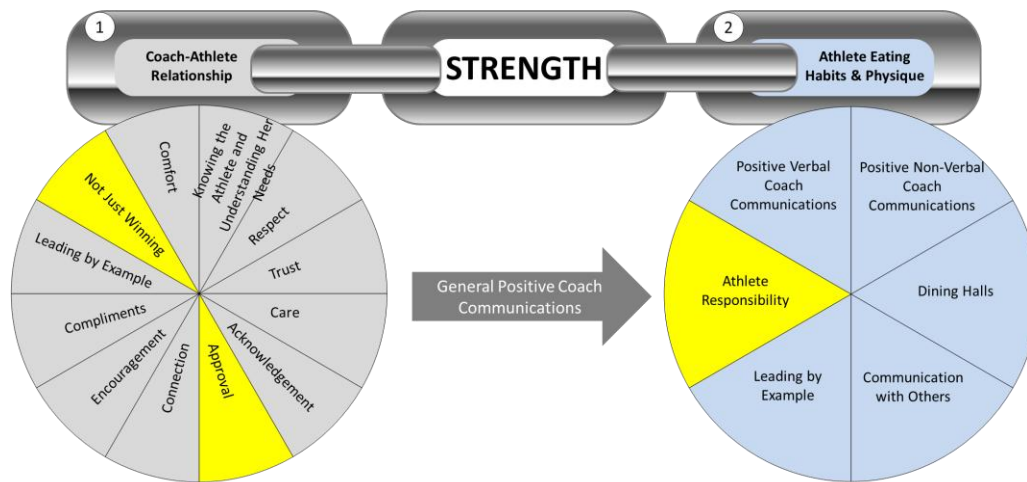 1
Coach-Athlete
Relationship
STRENGTH
2
Athlete Eating
Habits & Physique
Comfort
Knowing the
Athlete and
Understanding Her
Needs
Respect
Trust
Care
Acknowledgement
Approval
Connection
Encouragement
Compliments
Leading by Example
Not Just Winning
General Positive Coach
Communications
Positive Verbal
Coach
Communications
Positive Non-Verbal
Coach
Communications
Dining Halls
Communication
with Others
Leading by
Example
Athlete
Responsibility